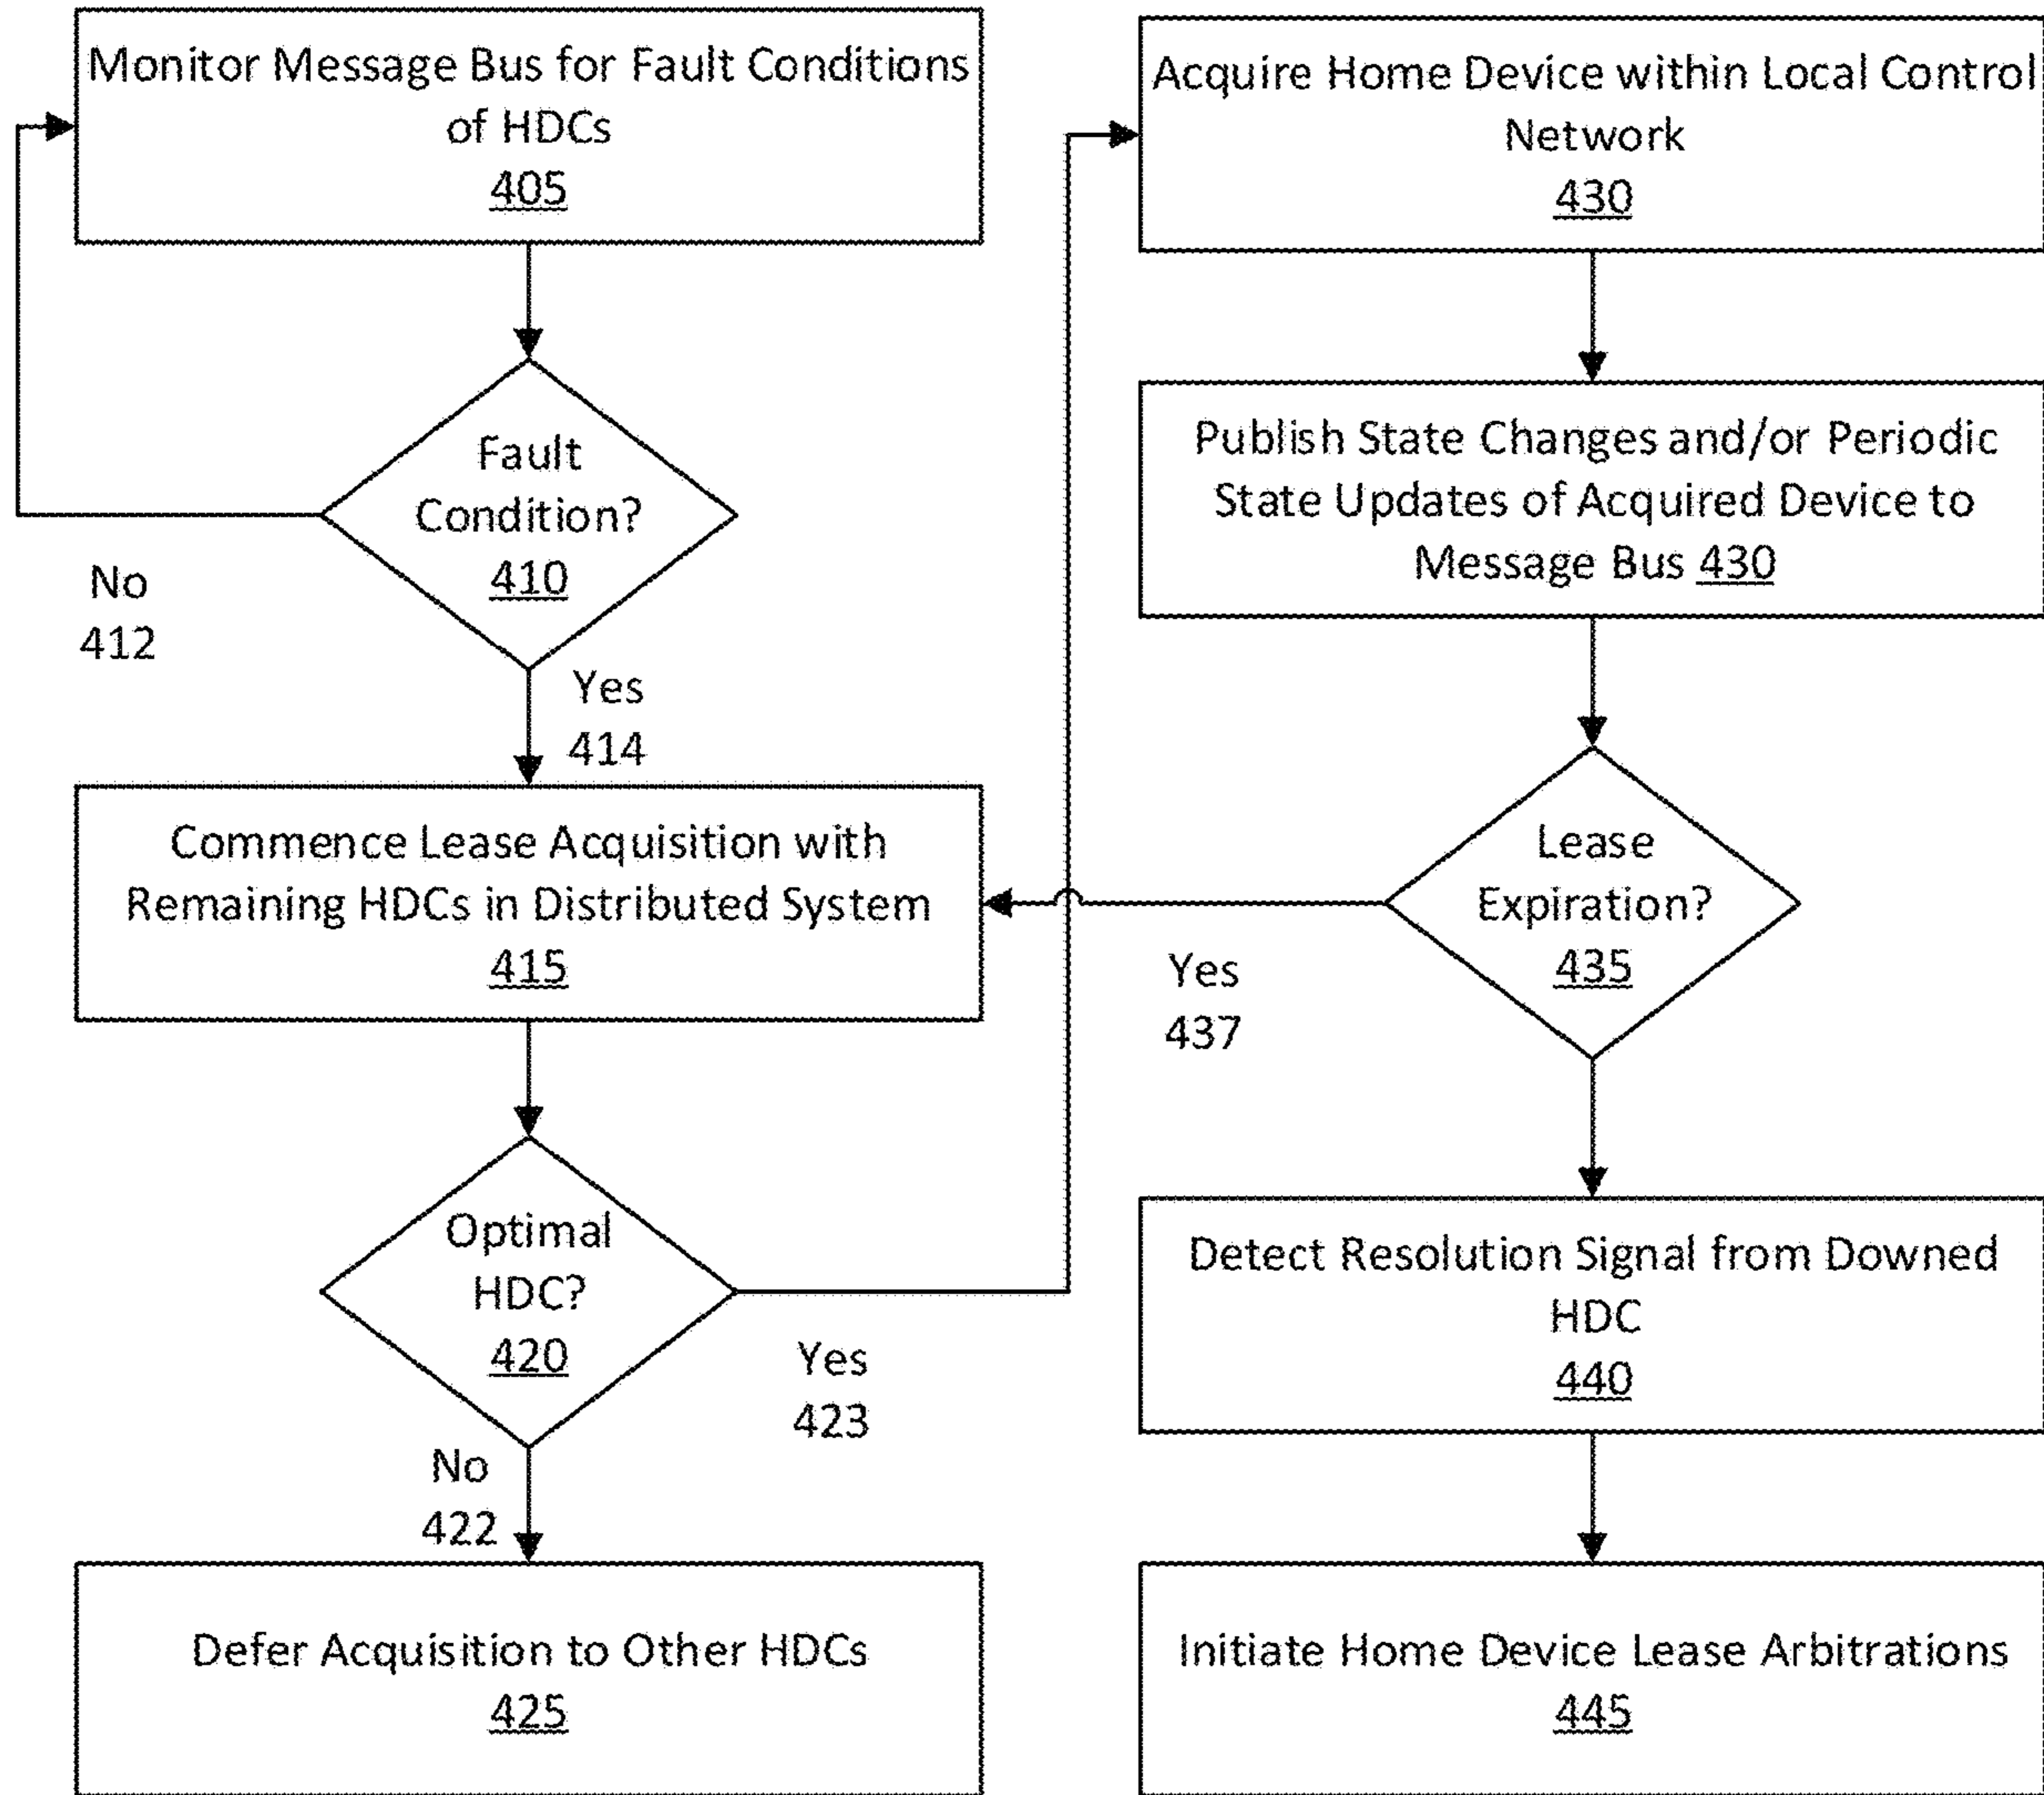 Monitor Message Bus for Fault Conditions
of HDCs
405
Fault
Condition?
410
No
412
Yes
414
Commence Lease Acquisition with
Remaining HDCs in Distributed System
415
Optimal
HDC?
420
Yes
423
No
422
Defer Acquisition to Other HDCs
425
Acquire Home Device within Local Control
Network
430
Publish State Changes and/or Periodic
State Updates of Acquired Device to
Message Bus 430
Lease
Expiration?
435
Yes
437
Detect Resolution Signal from Downed
HDC
440
Initiate Home Device Lease Arbitrations
445